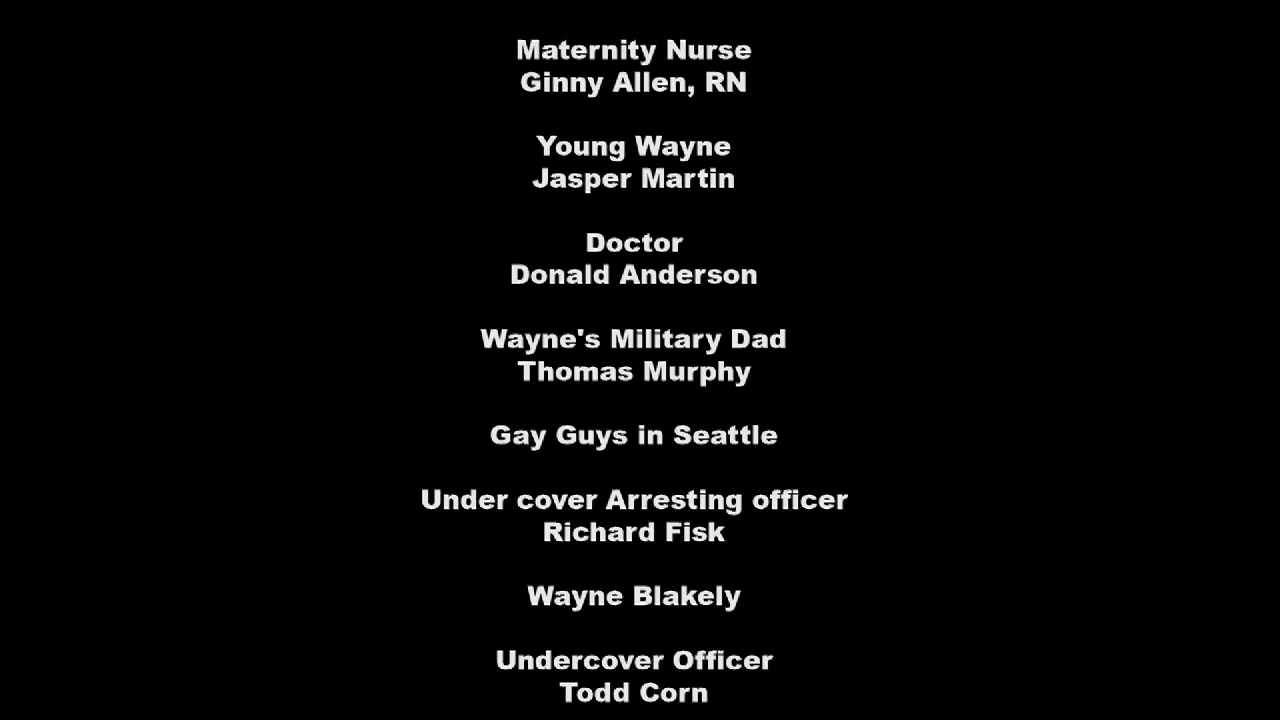 Maternity Nurse
Ginny Allen, RN
Young Wayne
Jasper Martin
Doctor
Donald Anderson
Wayne's Military Dad
Thomas Murphy
Gay Guys in Seattle
Under cover Arresting officer
Richard Fisk
Wayne Blakely
Undercover Officer
Todd Corn